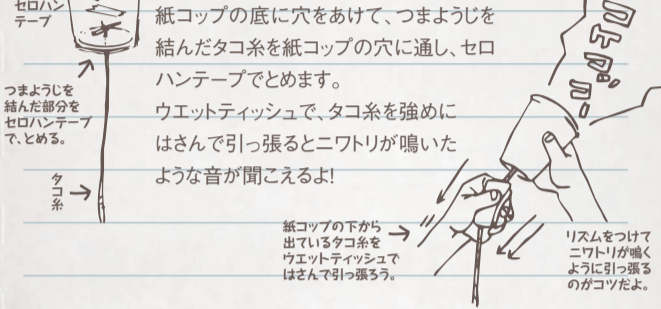 セロハン
テープ
紙コップの底に穴をあけて、つまようじを
結んだタコ糸を紙コップの穴に通し、セロ
ハンテープでとめます。
ウエットティッシュで、タコ糸を強めに
はさんで引っ張るとニワトリが鳴いた
ような音が聞こえるよ!
つまようじを
結んだ部分を
セロハンテープ
で、とめる。
タコ糸
紙コップの下から
出ているタコ糸を
ウエットティッシュで
はさんで引っ張ろう。
リズムをつけて
ニワトリが鳴く
ように引っ張る
のがコツだよ。